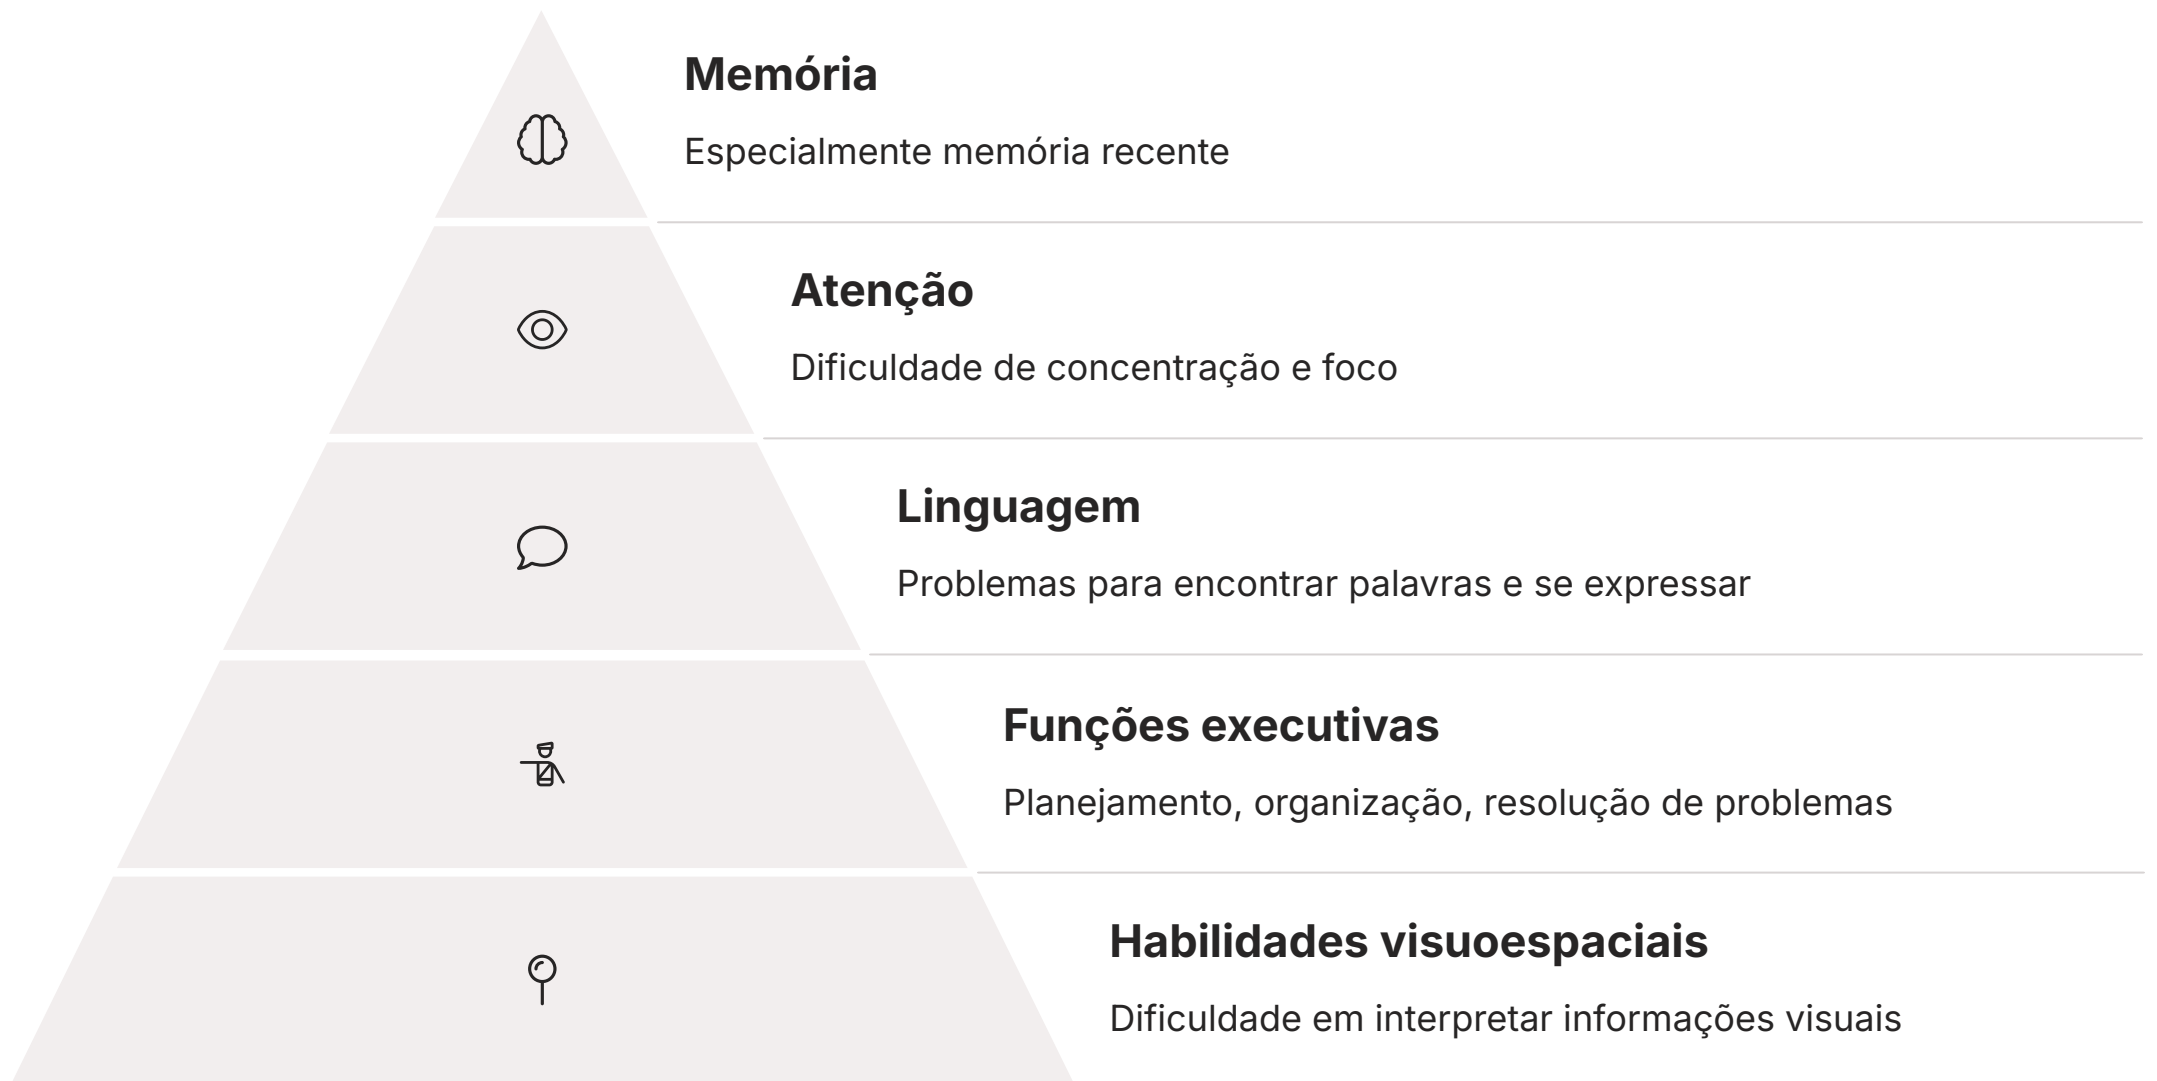 Memória
Especialmente memória recente
Atenção
Dificuldade de concentração e foco
Linguagem
Problemas para encontrar palavras e se expressar
Funções executivas
Planejamento, organização, resolução de problemas
Habilidades visuoespaciais
Dificuldade em interpretar informações visuais